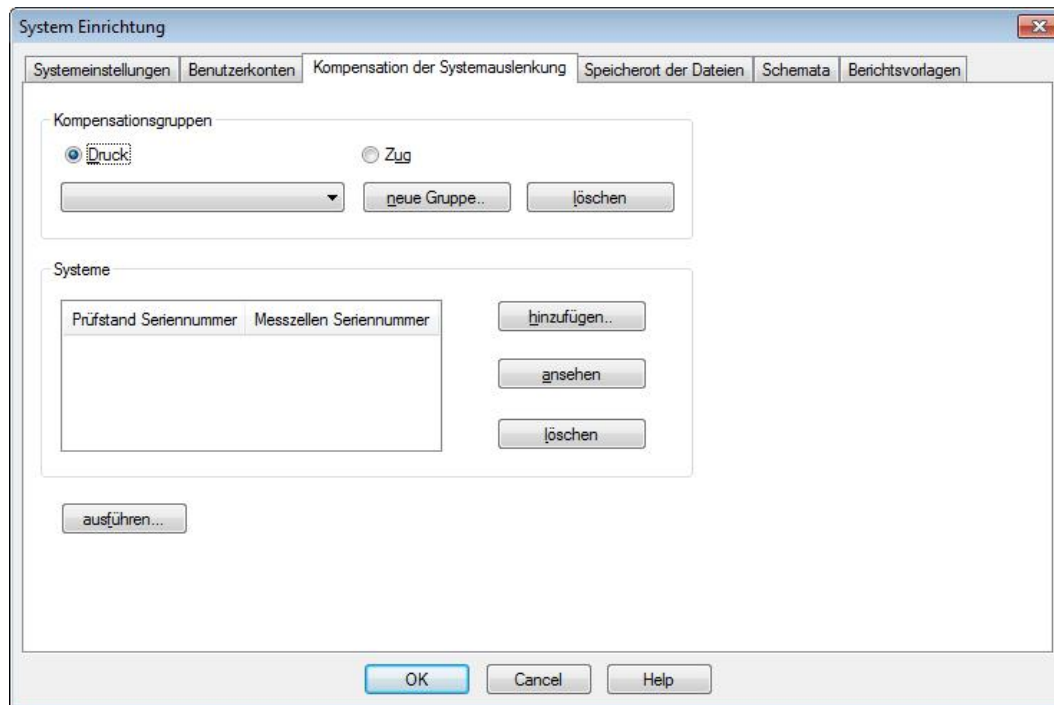 System Einrichtung
Systemeinstellungen Benutzerkonten Kompensation der Systemauslenkung Speicherort der Dateien Schemata Berichtsvorlagen
Kompensationsgruppen
Druck Zug
neue Gruppe.. löschen
Systeme
Prüfstand Seriennummer Messzellen Seriennummer
hinzufügen..
ansehen
löschen
ausführen...
OK Cancel Help